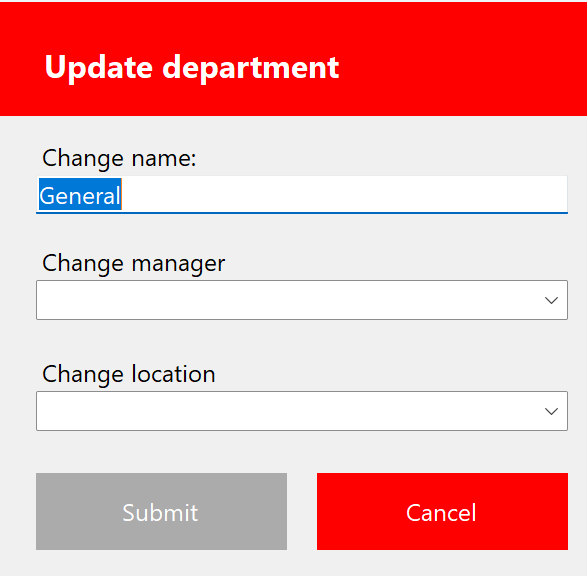 Update department
Change name:
General
Change manager
Change location
Submit
Cancel